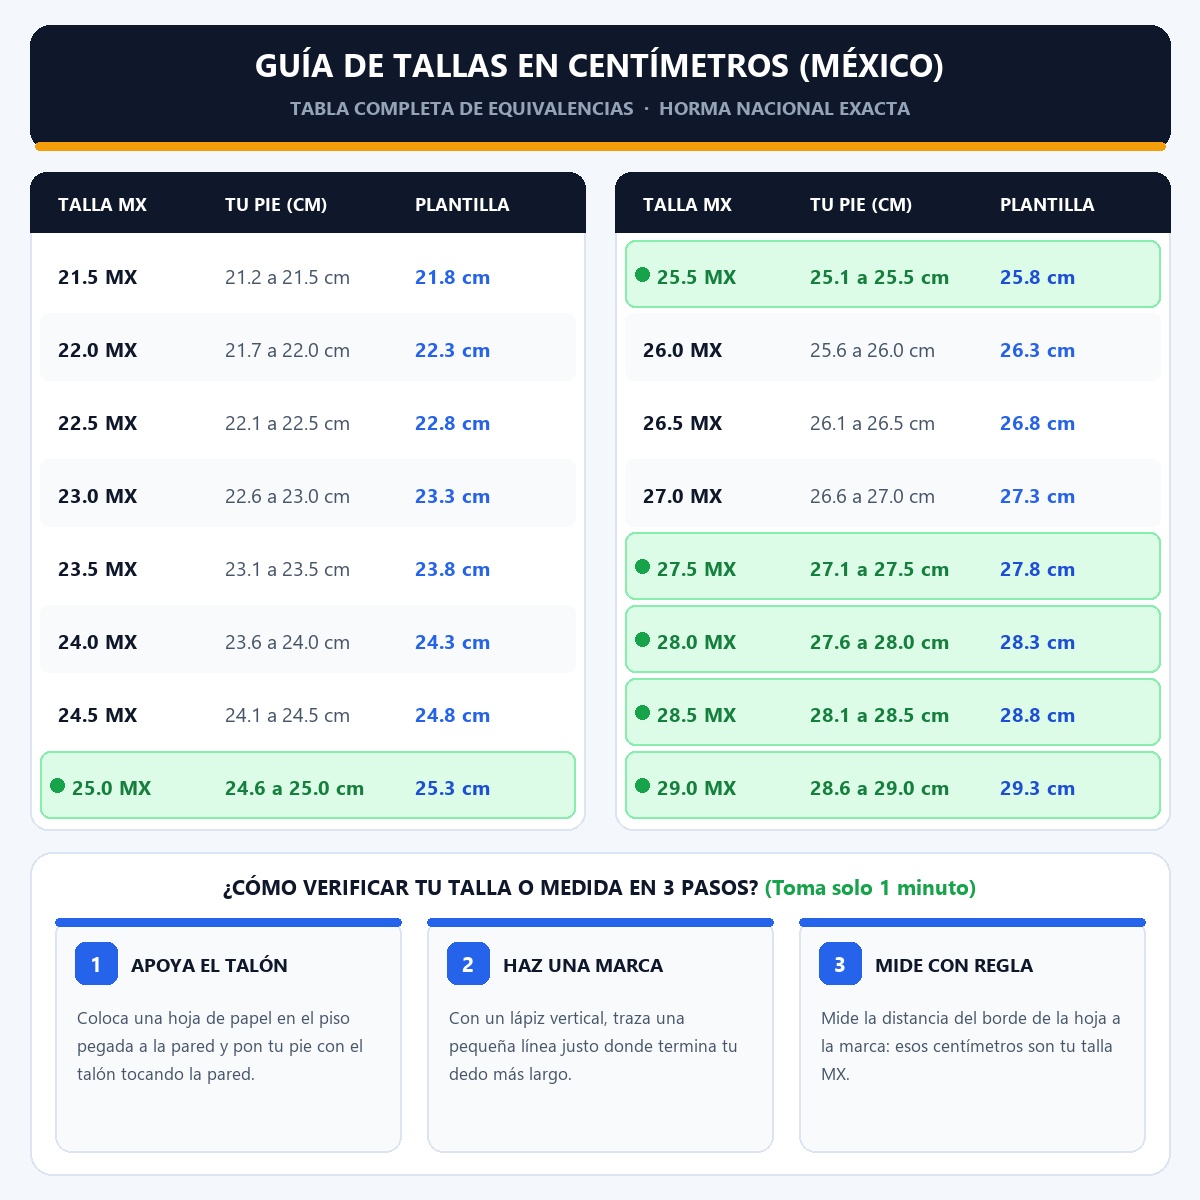 GUÍA DE TALLAS EN CENTÍMETROS (MÉXICO)
TABLA COMPLETA DE EQUIVALENCIAS · HORMA NACIONAL EXACTA
TALLA MX TU PIE (CM) PLANTILLA
21.5 MX 21.2 a 21.5 cm 21.8 cm
22.0 MX 21.7 a 22.0 cm 22.3 cm
22.5 MX 22.1 a 22.5 cm 22.8 cm
23.0 MX 22.6 a 23.0 cm 23.3 cm
23.5 MX 23.1 a 23.5 cm 23.8 cm
24.0 MX 23.6 a 24.0 cm 24.3 cm
24.5 MX 24.1 a 24.5 cm 24.8 cm
25.0 MX 24.6 a 25.0 cm 25.3 cm
TALLA MX TU PIE (CM) PLANTILLA
25.5 MX 25.1 a 25.5 cm 25.8 cm
26.0 MX 25.6 a 26.0 cm 26.3 cm
26.5 MX 26.1 a 26.5 cm 26.8 cm
27.0 MX 26.6 a 27.0 cm 27.3 cm
27.5 MX 27.1 a 27.5 cm 27.8 cm
28.0 MX 27.6 a 28.0 cm 28.3 cm
28.5 MX 28.1 a 28.5 cm 28.8 cm
29.0 MX 28.6 a 29.0 cm 29.3 cm
¿CÓMO VERIFICAR TU TALLA O MEDIDA EN 3 PASOS? (Toma solo 1 minuto)
1 APOYA EL TALÓN
Coloca una hoja de papel en el piso
pegada a la pared y pon tu pie con el
talón tocando la pared.
2 HAZ UNA MARCA
Con un lápiz vertical, traza una
pequeña línea justo donde termina tu
dedo más largo.
3 MIDE CON REGLA
Mide la distancia del borde de la hoja a
la marca: esos centímetros son tu talla
MX.